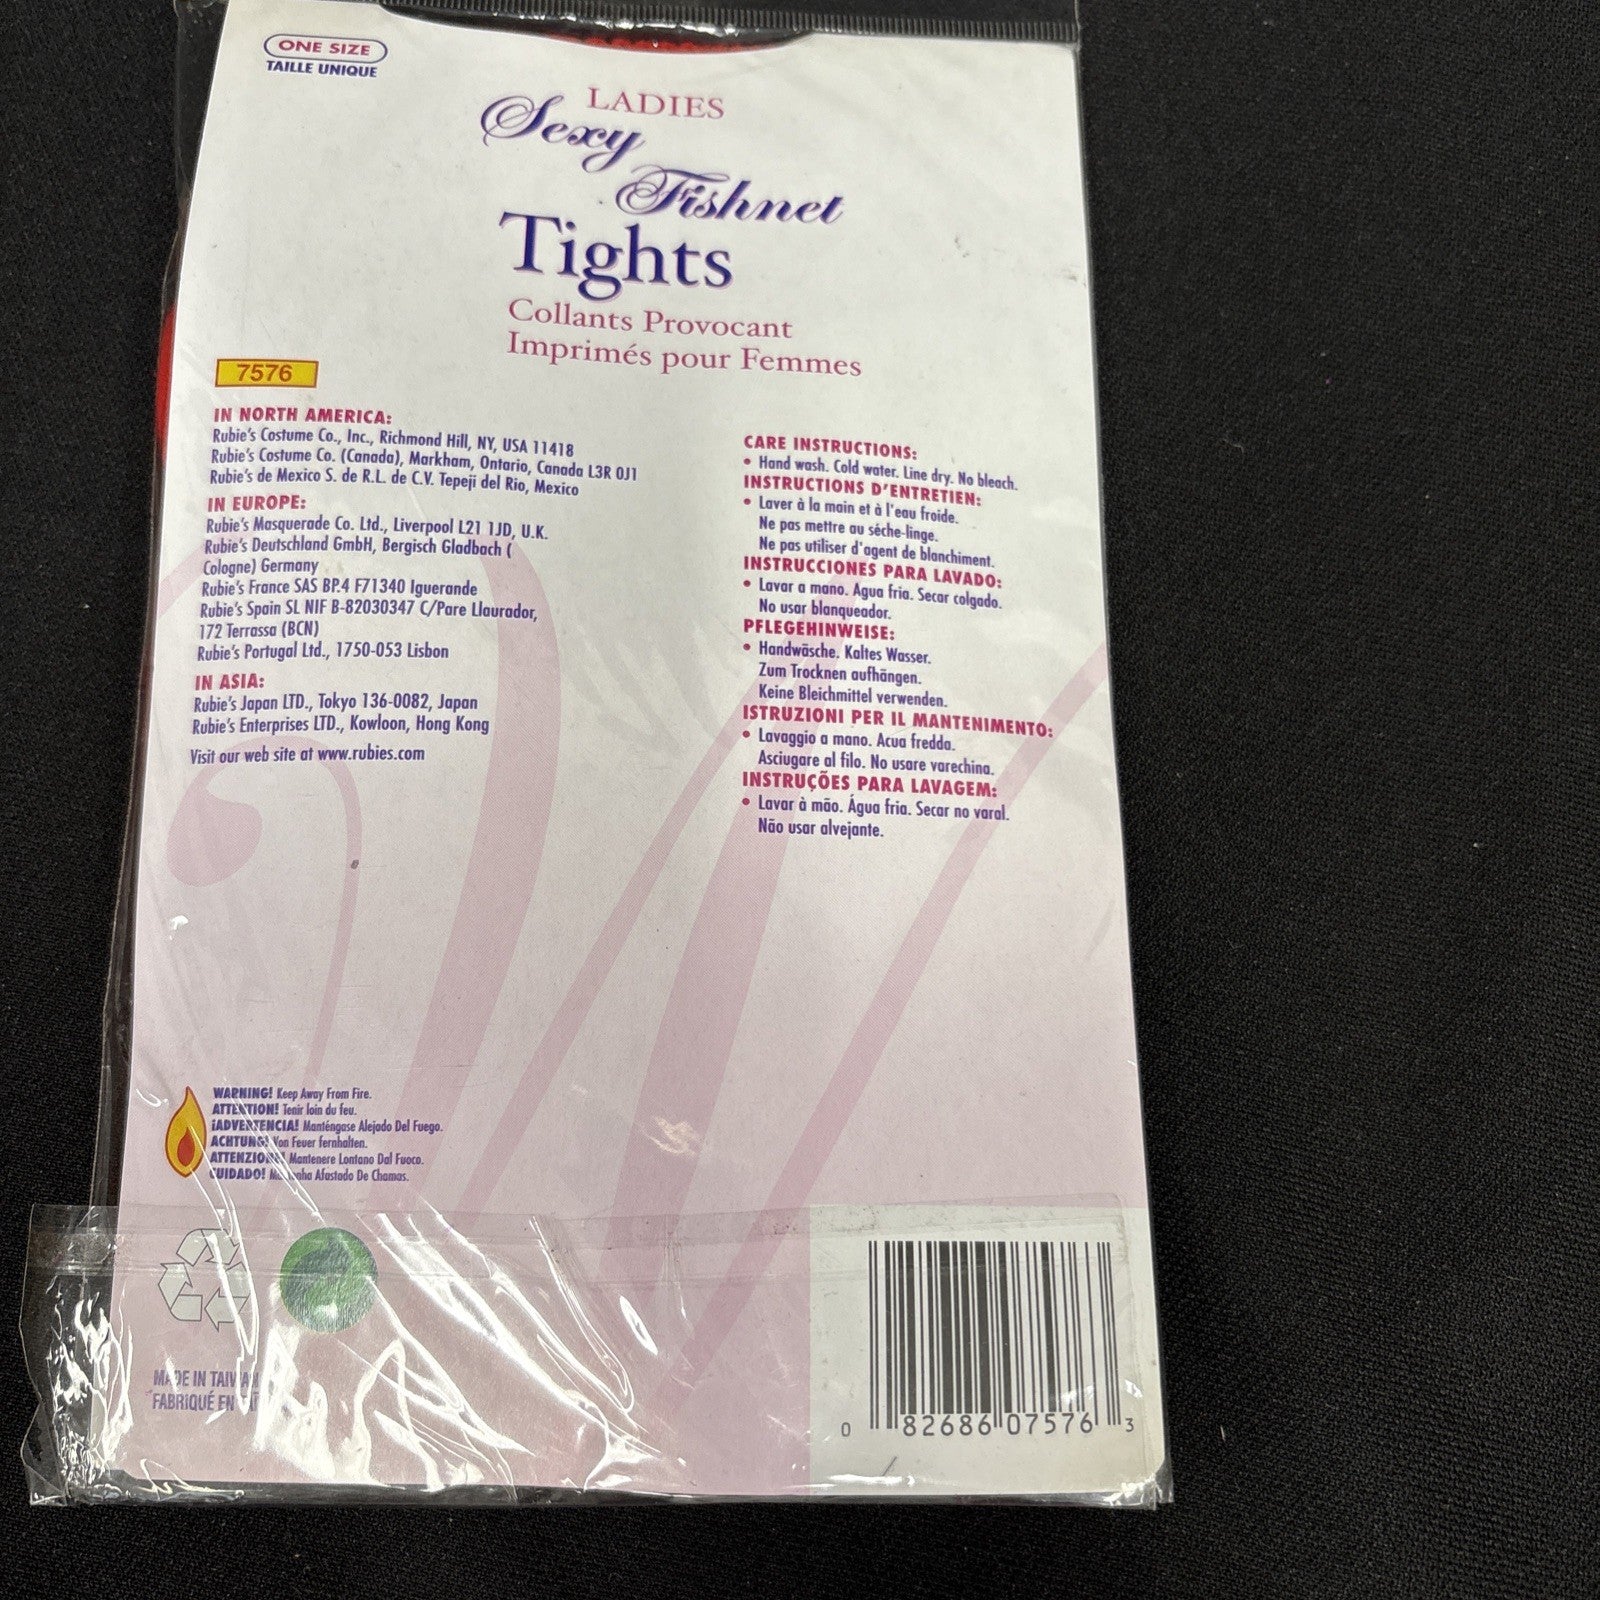 ONE SIZE
TAILLE UNIQUE
LADIES
Sexy
Fishnet
Tights
Collants Provocant
Imprimés pour Femmes
7576
IN NORTH AMERICA:
Rubie's Costume Co., Inc., Richmond Hill, NY, USA 11418
Rubie's Costume Co. (Canada), Markham, Ontario, Canada L3R 0J1
Rubie's de Mexico S. de R.L. de C.V. Tepeji del Rio, Mexico
IN EUROPE:
Rubie's Masquerade Co. Ltd., Liverpool L21 1JD, U.K.
Rubie's Deutschland GmbH, Bergisch Gladbach (
Cologne) Germany
Rubie's France SAS BP.4 F71340 Iguerande
Rubie's Spain SL NIF B-82030347 C/Pare Llaurador,
172 Terrassa (BCN)
Rubie's Portugal Ltd., 1750-053 Lisbon
IN ASIA:
Rubie's Japan LTD., Tokyo 136-0082, Japan
Rubie's Enterprises LTD., Kowloon, Hong Kong
Visit our web site at www.rubies.com
CARE INSTRUCTIONS:
• Hand wash. Cold water. Line dry. No bleach.
INSTRUCTIONS D'ENTRETIEN:
• Laver à la main et à l'eau froide.
Ne pas mettre au séche-linge.
Ne pas utiliser d'agent de blanchiment.
INSTRUCCIONES PARA LAVADO:
• Lavar a mano. Agua fria. Secar colgado.
No usar blanqueador.
PFLEGEHINWEISE:
• Handwäsche. Kaltes Wasser.
Zum Trocknen aufhängen.
Keine Bleichmittel verwenden.
ISTRUZIONI PER IL MANTENIMENTO:
• Lavaggio a mano. Acua fredda.
Asciugare al filo. No usare varechina.
INSTRUÇÕES PARA LAVAGEM:
• Lavar à mão. Água fria. Secar no varal.
Não usar alvejante.
WARNING! Keep Away From Fire.
ATTENTION! Tenir loin du feu.
¡ADVERTENCIA! Manténgase Alejado Del Fuego.
ACHTUNG! Von Feuer fernhalten.
ATTENZIONE! Mantenere Lontano Dal Fuoco.
CUIDADO! Afastado De Chamas.
MADE IN TAIWAN
FABRIQUÉ EN
0 82686 07576 3